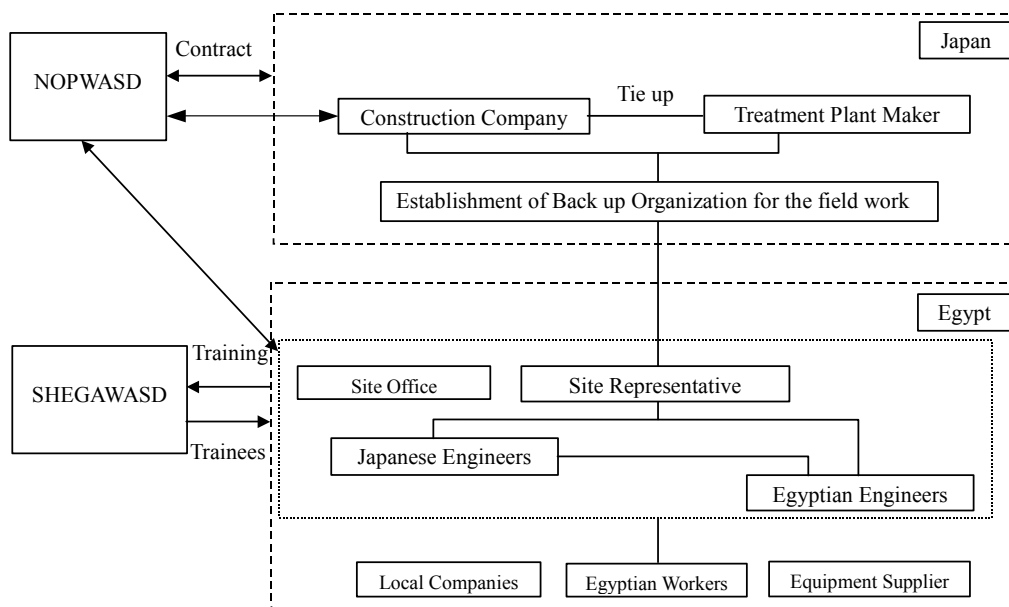 Contract
Japan
NOPWASD
Tie up
Construction Company
Treatment Plant Maker
Establishment of Back up Organization for the field work
Egypt
Training
SHEGAWASD
Trainees
Site Office
Site Representative
Japanese Engineers
Egyptian Engineers
Local Companies
Egyptian Workers
Equipment Supplier